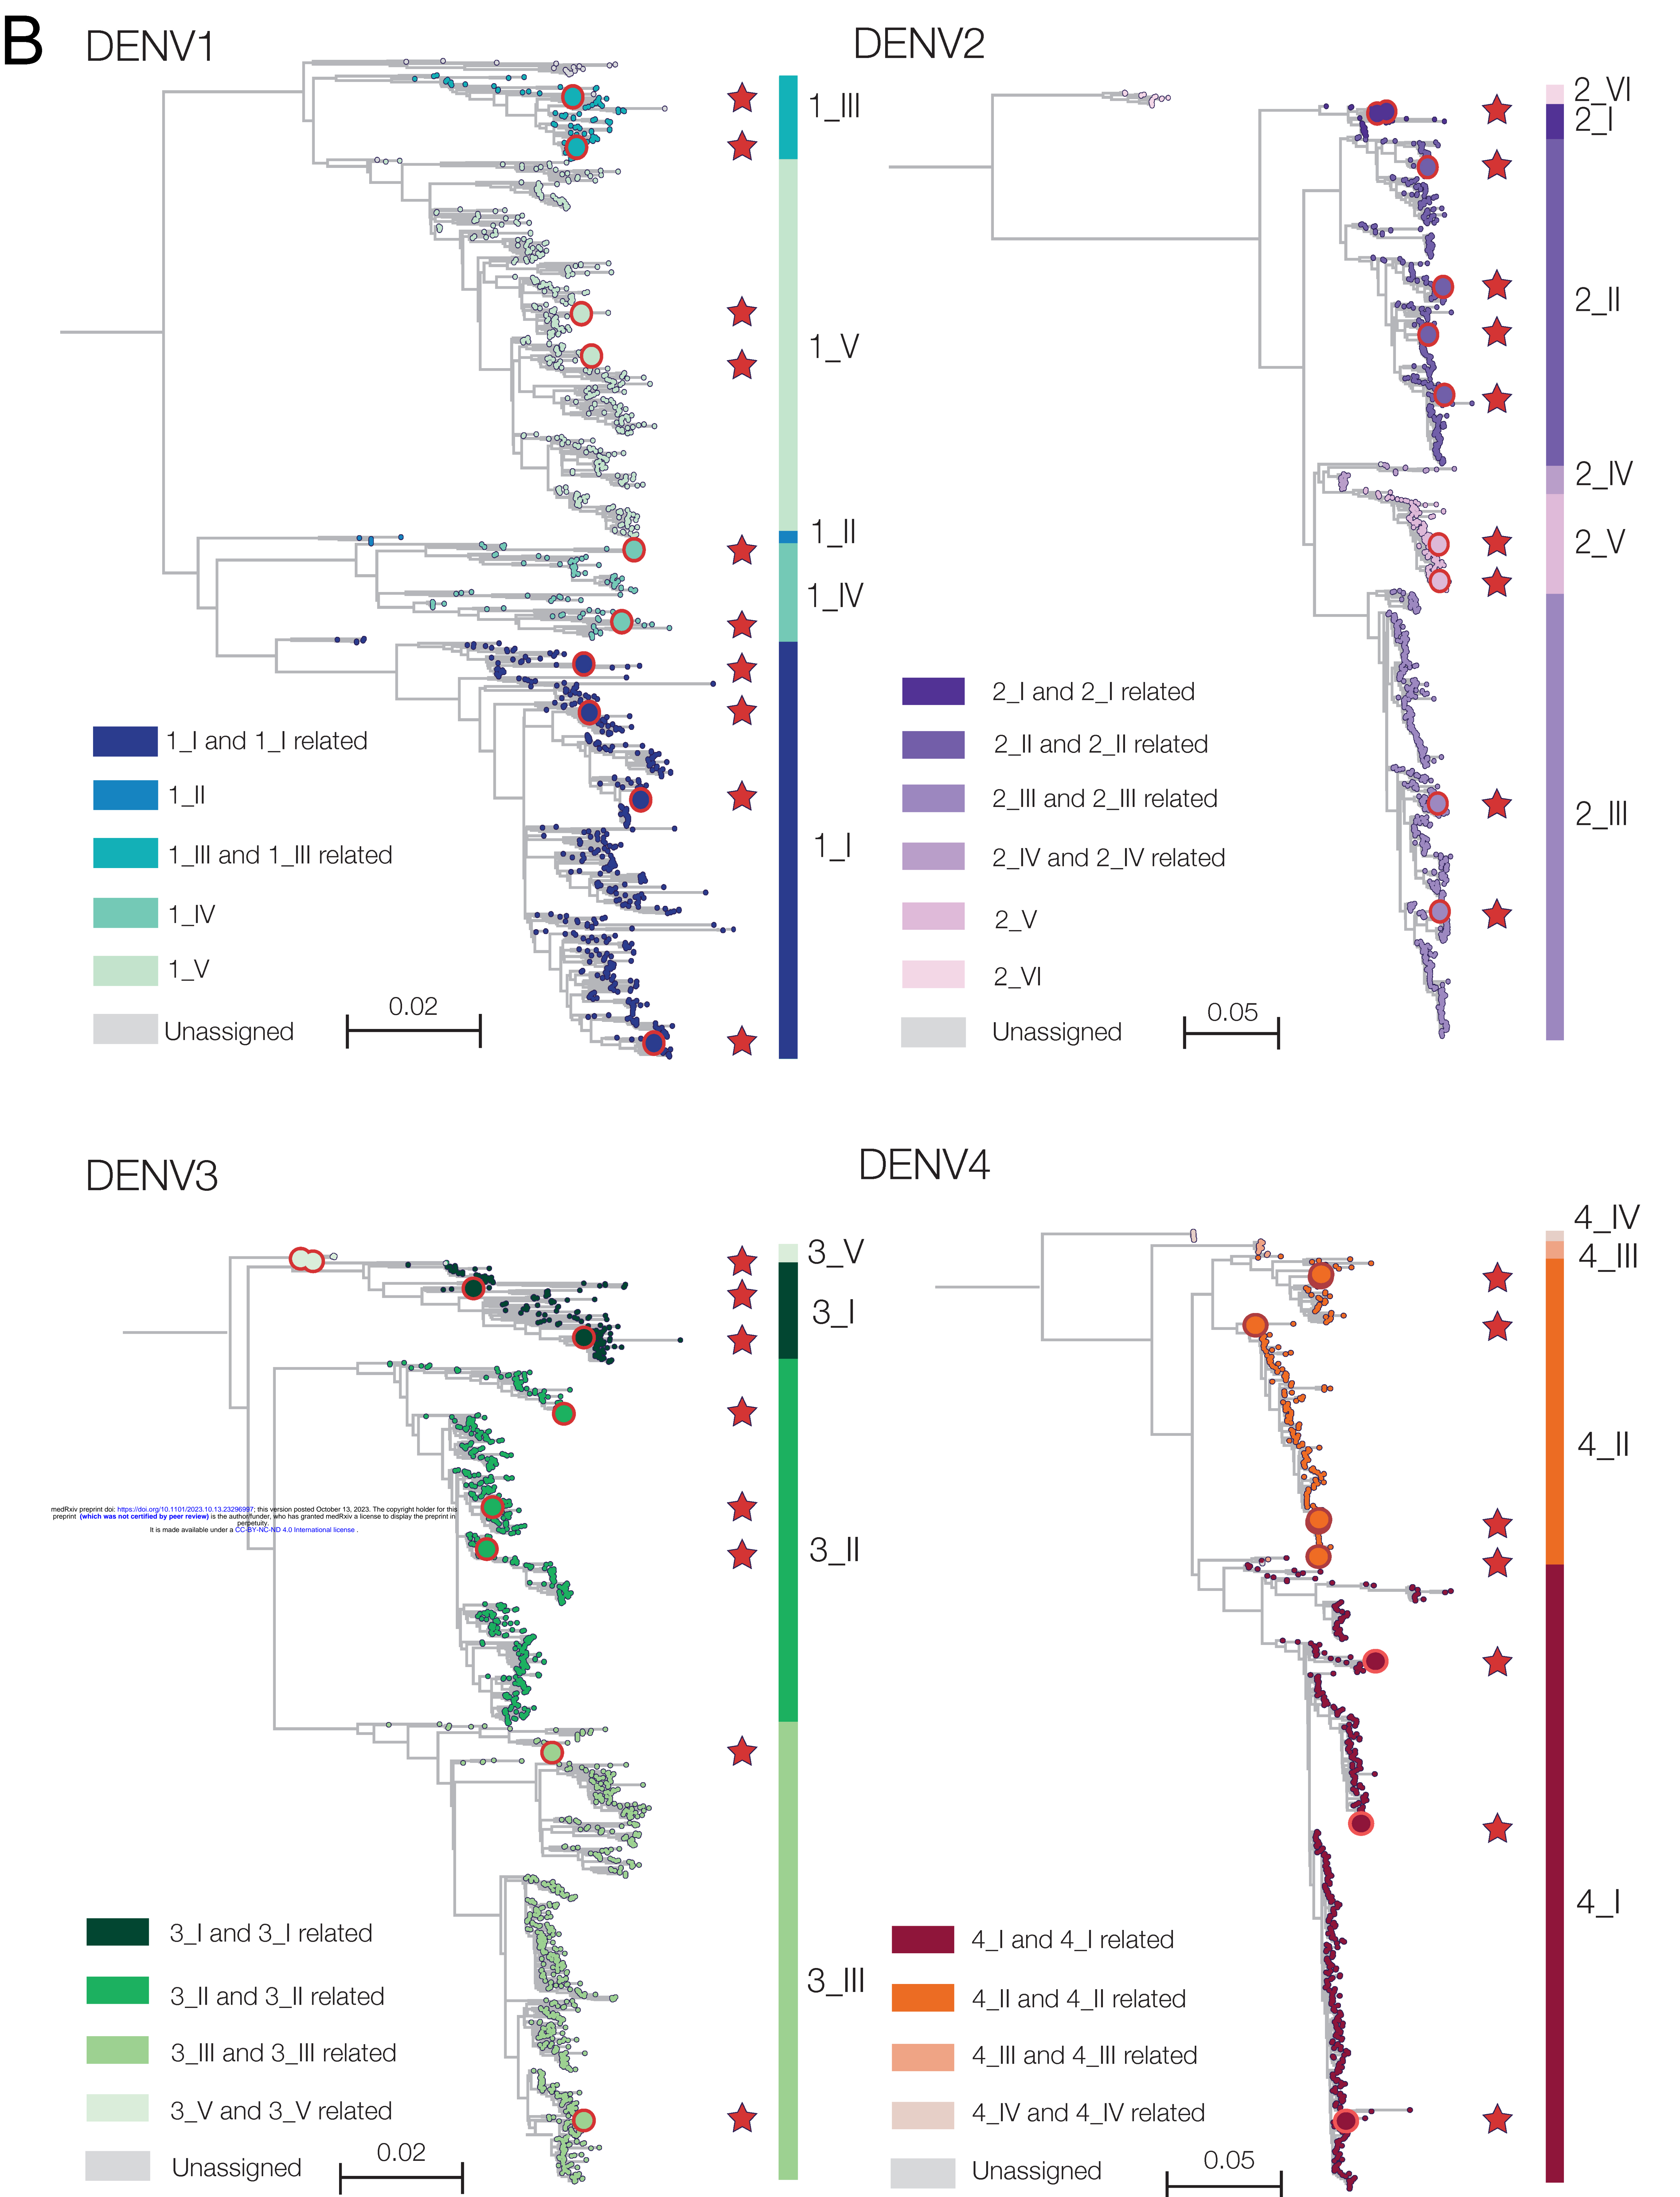 B
DENV1
1_III
1_V
1_II
1_IV
1_I
1_I and 1_I related
1_II
1_III and 1_III related
1_IV
1_V
Unassigned
0.02
DENV2
2_VI
2_I
2_II
2_IV
2_V
2_III
2_I and 2_I related
2_II and 2_II related
2_III and 2_III related
2_IV and 2_IV related
2_V
2_VI
Unassigned
0.05
DENV3
3_V
3_I
3_II
3_III
medRxiv preprint doi: https://doi.org/10.1101/2023.10.13.23296997; this version posted October 13, 2023. The copyright holder for this
preprint (which was not certified by peer review) is the author/funder, who has granted medRxiv a license to display the preprint in
perpetuity.
It is made available under a CC-BY-NC-ND 4.0 International license .
3_I and 3_I related
3_II and 3_II related
3_III and 3_III related
3_V and 3_V related
Unassigned
0.02
DENV4
4_IV
4_III
4_II
4_I
4_I and 4_I related
4_II and 4_II related
4_III and 4_III related
4_IV and 4_IV related
Unassigned
0.05